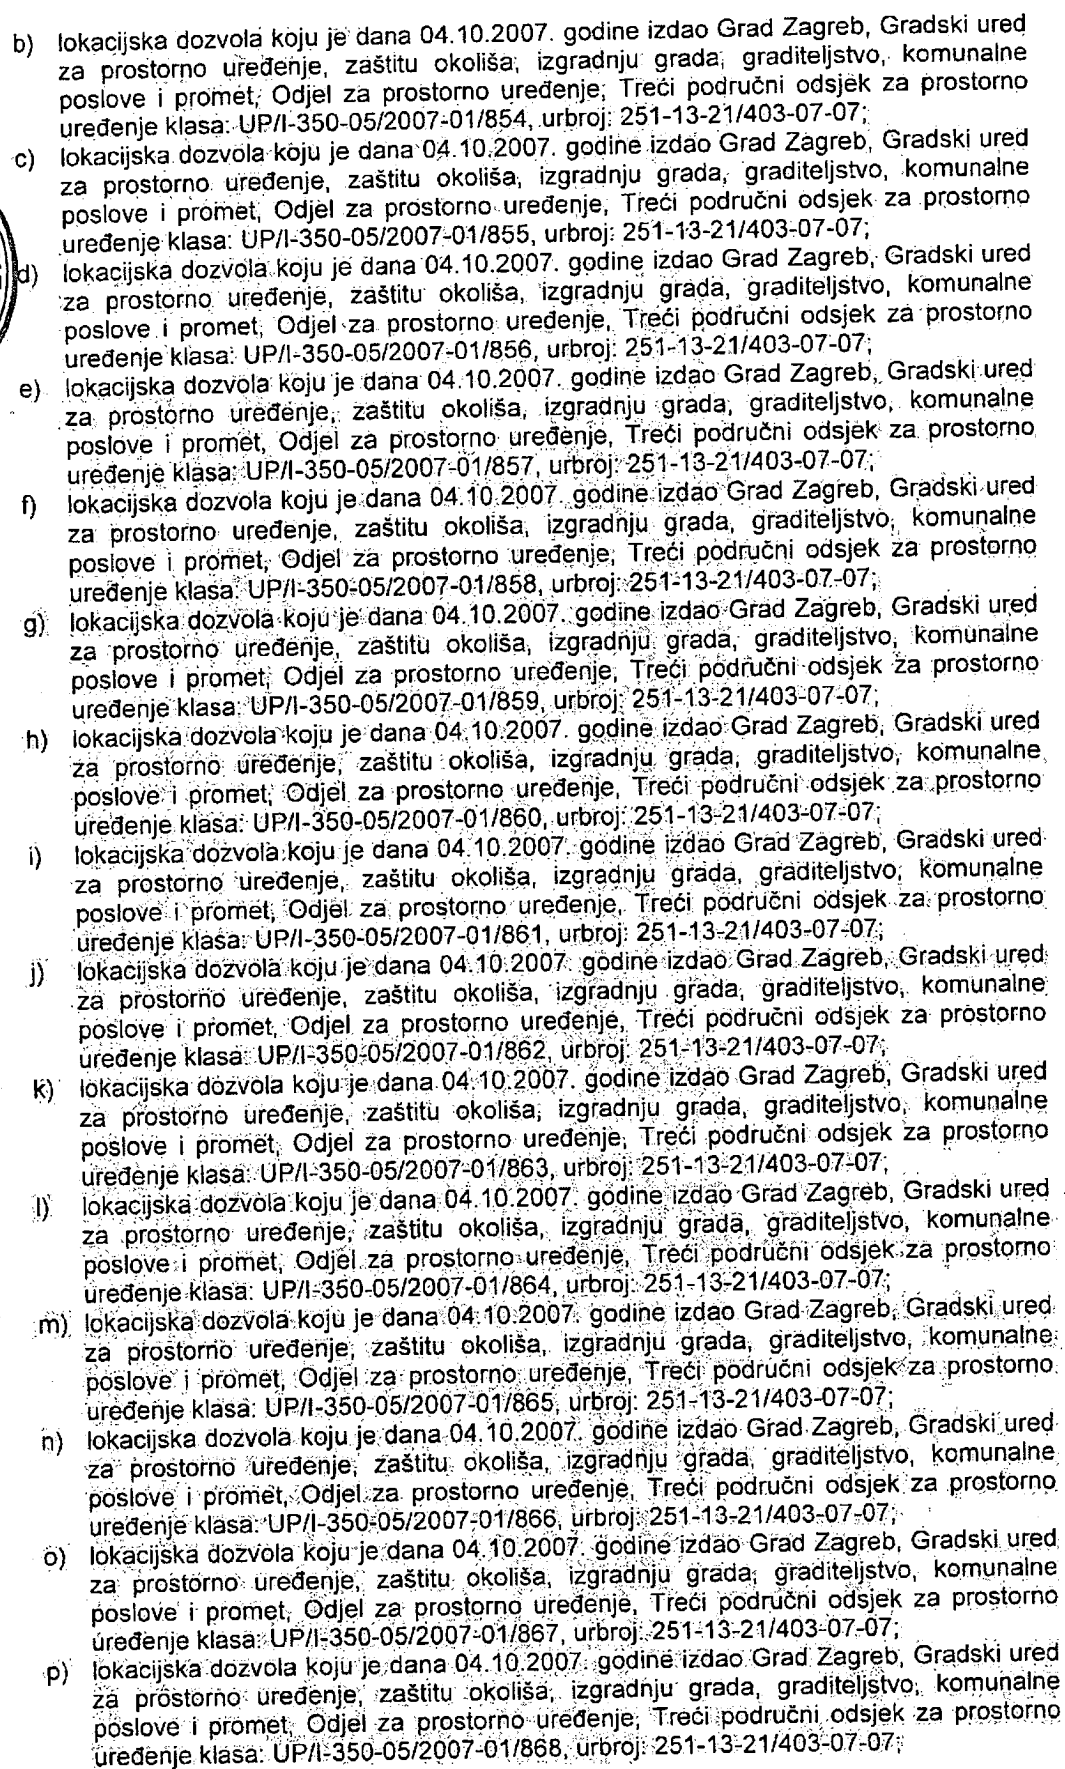 b) lokacijska dozvola koju je dana 04.10.2007. godine izdao Grad Zagreb, Gradski ured
za prostorno uređenje, zaštitu okoliša, izgradnju grada, graditeljstvo, komunalne
poslove i promet, Odjel za prostorno uređenje, Treći područni odsjek za prostorno
uređenje klasa: UP/I-350-05/2007-01/854, urbroj: 251-13-21/403-07-07;
c) lokacijska dozvola koju je dana 04.10.2007. godine izdao Grad Zagreb, Gradski ured
za prostorno uređenje, zaštitu okoliša, izgradnju grada, graditeljstvo, komunalne
poslove i promet, Odjel za prostorno uređenje, Treći područni odsjek za prostorno
uređenje klasa: UP/I-350-05/2007-01/855, urbroj: 251-13-21/403-07-07;
d) lokacijska dozvola koju je dana 04.10.2007. godine izdao Grad Zagreb, Gradski ured
za prostorno uređenje, zaštitu okoliša, izgradnju grada, graditeljstvo, komunalne
poslove i promet, Odjel za prostorno uređenje, Treći područni odsjek za prostorno
uređenje klasa: UP/I-350-05/2007-01/856, urbroj: 251-13-21/403-07-07;
e) lokacijska dozvola koju je dana 04.10.2007. godine izdao Grad Zagreb, Gradski ured
za prostorno uređenje, zaštitu okoliša, izgradnju grada, graditeljstvo, komunalne
poslove i promet, Odjel za prostorno uređenje, Treći područni odsjek za prostorno
uređenje klasa: UP/I-350-05/2007-01/857, urbroj: 251-13-21/403-07-07;
f) lokacijska dozvola koju je dana 04.10.2007. godine izdao Grad Zagreb, Gradski ured
za prostorno uređenje, zaštitu okoliša, izgradnju grada, graditeljstvo, komunalne
poslove i promet, Odjel za prostorno uređenje, Treći područni odsjek za prostorno
uređenje klasa: UP/I-350-05/2007-01/858, urbroj: 251-13-21/403-07-07;
g) lokacijska dozvola koju je dana 04.10.2007. godine izdao Grad Zagreb, Gradski ured
za prostorno uređenje, zaštitu okoliša, izgradnju grada, graditeljstvo, komunalne
poslove i promet, Odjel za prostorno uređenje, Treći područni odsjek za prostorno
uređenje klasa: UP/I-350-05/2007-01/859, urbroj: 251-13-21/403-07-07;
h) lokacijska dozvola koju je dana 04.10.2007. godine izdao Grad Zagreb, Gradski ured
za prostorno uređenje, zaštitu okoliša, izgradnju grada, graditeljstvo, komunalne
poslove i promet, Odjel za prostorno uređenje, Treći područni odsjek za prostorno
uređenje klasa: UP/I-350-05/2007-01/860, urbroj: 251-13-21/403-07-07;
i) lokacijska dozvola koju je dana 04.10.2007. godine izdao Grad Zagreb, Gradski ured
za prostorno uređenje, zaštitu okoliša, izgradnju grada, graditeljstvo, komunalne
poslove i promet, Odjel za prostorno uređenje, Treći područni odsjek za prostorno
uređenje klasa: UP/I-350-05/2007-01/861, urbroj: 251-13-21/403-07-07;
j) lokacijska dozvola koju je dana 04.10.2007. godine izdao Grad Zagreb, Gradski ured
za prostorno uređenje, zaštitu okoliša, izgradnju grada, graditeljstvo, komunalne
poslove i promet, Odjel za prostorno uređenje, Treći područni odsjek za prostorno
uređenje klasa: UP/I-350-05/2007-01/862, urbroj: 251-13-21/403-07-07;
k) lokacijska dozvola koju je dana 04.10.2007. godine izdao Grad Zagreb, Gradski ured
za prostorno uređenje, zaštitu okoliša, izgradnju grada, graditeljstvo, komunalne
poslove i promet, Odjel za prostorno uređenje, Treći područni odsjek za prostorno
uređenje klasa: UP/I-350-05/2007-01/863, urbroj: 251-13-21/403-07-07;
l) lokacijska dozvola koju je dana 04.10.2007. godine izdao Grad Zagreb, Gradski ured
za prostorno uređenje, zaštitu okoliša, izgradnju grada, graditeljstvo, komunalne
poslove i promet, Odjel za prostorno uređenje, Treći područni odsjek za prostorno
uređenje klasa: UP/I-350-05/2007-01/864, urbroj: 251-13-21/403-07-07;
m) lokacijska dozvola koju je dana 04.10.2007. godine izdao Grad Zagreb, Gradski ured
za prostorno uređenje, zaštitu okoliša, izgradnju grada, graditeljstvo, komunalne
poslove i promet, Odjel za prostorno uređenje, Treći područni odsjek za prostorno
uređenje klasa: UP/I-350-05/2007-01/865, urbroj: 251-13-21/403-07-07;
n) lokacijska dozvola koju je dana 04.10.2007. godine izdao Grad Zagreb, Gradski ured
za prostorno uređenje, zaštitu okoliša, izgradnju grada, graditeljstvo, komunalne
poslove i promet, Odjel za prostorno uređenje, Treći područni odsjek za prostorno
uređenje klasa: UP/I-350-05/2007-01/866, urbroj: 251-13-21/403-07-07;
o) lokacijska dozvola koju je dana 04.10.2007. godine izdao Grad Zagreb, Gradski ured
za prostorno uređenje, zaštitu okoliša, izgradnju grada, graditeljstvo, komunalne
poslove i promet, Odjel za prostorno uređenje, Treći područni odsjek za prostorno
uređenje klasa: UP/I-350-05/2007-01/867, urbroj: 251-13-21/403-07-07;
p) lokacijska dozvola koju je dana 04.10.2007. godine izdao Grad Zagreb, Gradski ured
za prostorno uređenje, zaštitu okoliša, izgradnju grada, graditeljstvo, komunalne
poslove i promet, Odjel za prostorno uređenje, Treći područni odsjek za prostorno
uređenje klasa: UP/I-350-05/2007-01/868, urbroj: 251-13-21/403-07-07;